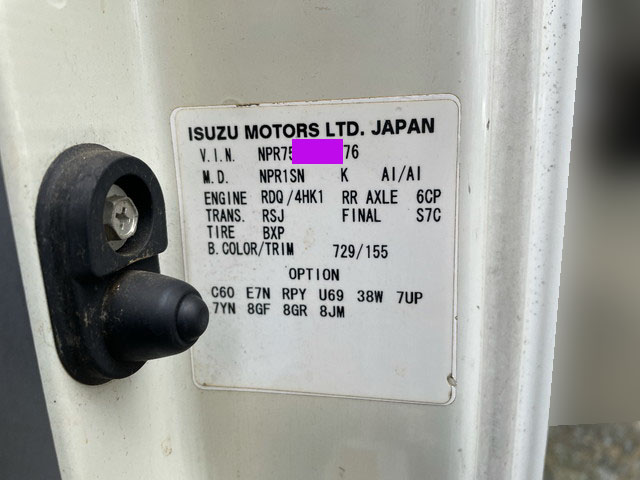 ISUZU MOTORS LTD. JAPAN
V.I.N. NPR75 76
M.D. NPR1SN K AI/AI
ENGINE RDQ/4HK1 RR AXLE 6CP
TRANS. RSJ FINAL S7C
TIRE BXP
B.COLOR/TRIM 729/155
OPTION
C60 E7N RPY U69 38W 7UP
7YN 8GF 8GR 8JM